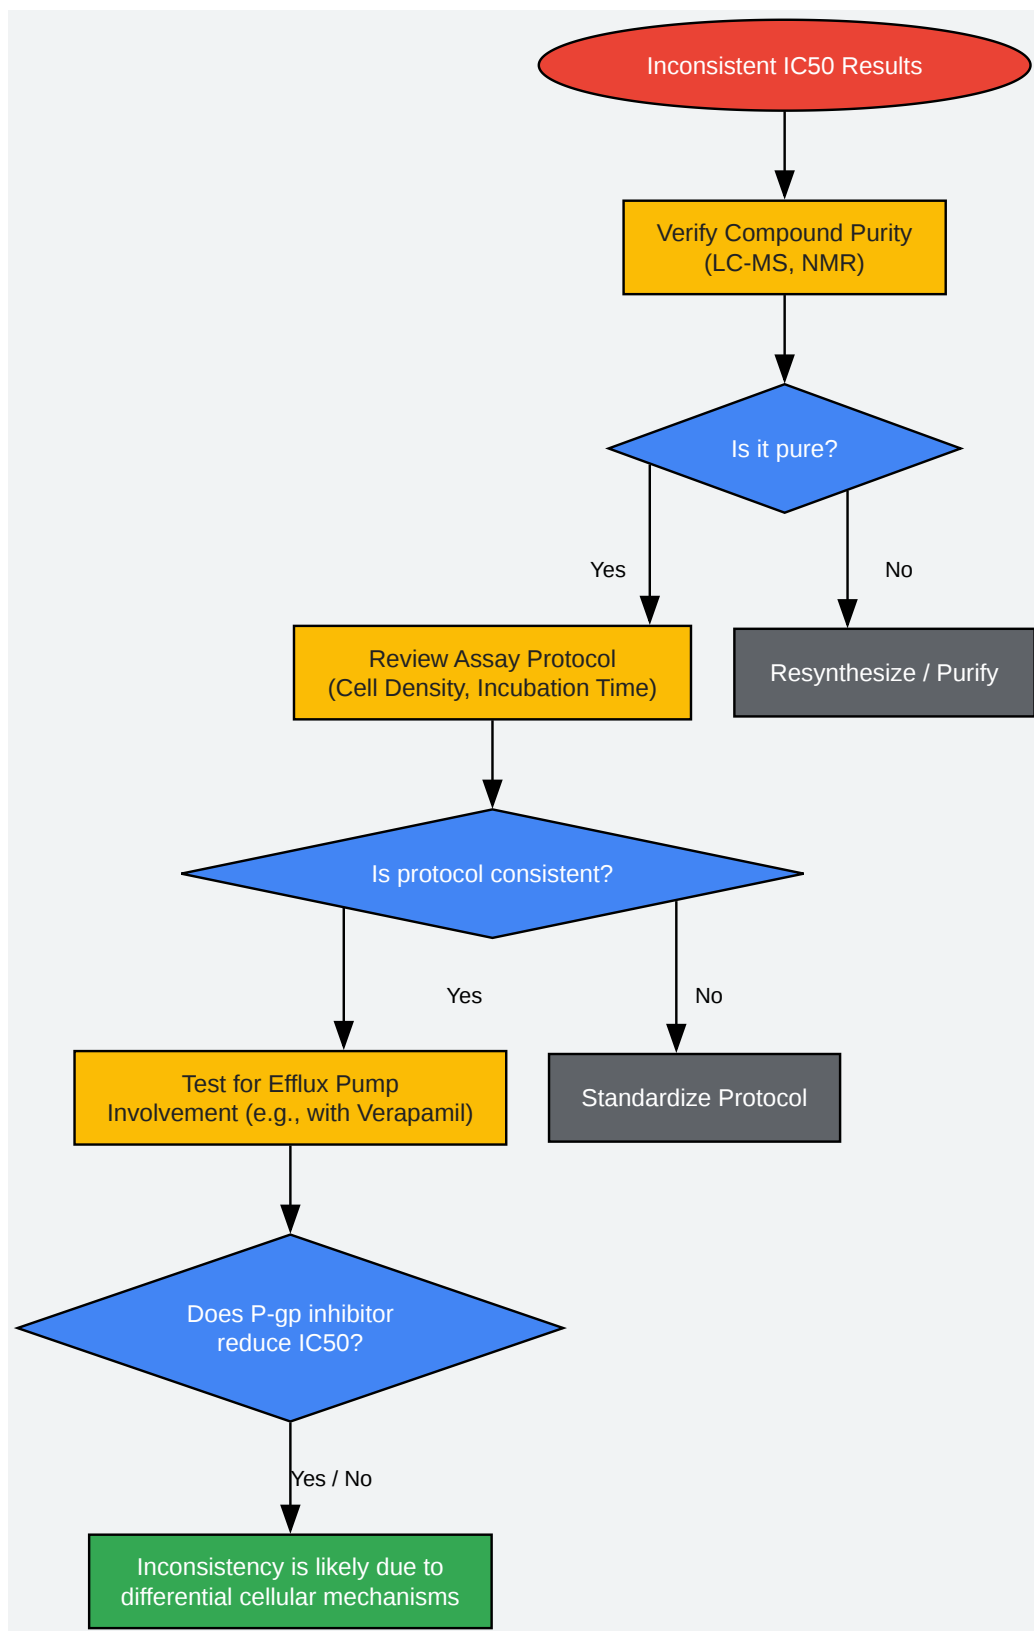 Inconsistent IC50 Results
Verify Compound Purity
(LC-MS, NMR)
Is it pure?
Yes
No
Review Assay Protocol
(Cell Density, Incubation Time)
Resynthesize / Purify
Is protocol consistent?
Yes
No
Test for Efflux Pump
Involvement (e.g., with Verapamil)
Standardize Protocol
Does P-gp inhibitor
reduce IC50?
Yes / No
Inconsistency is likely due to
differential cellular mechanisms